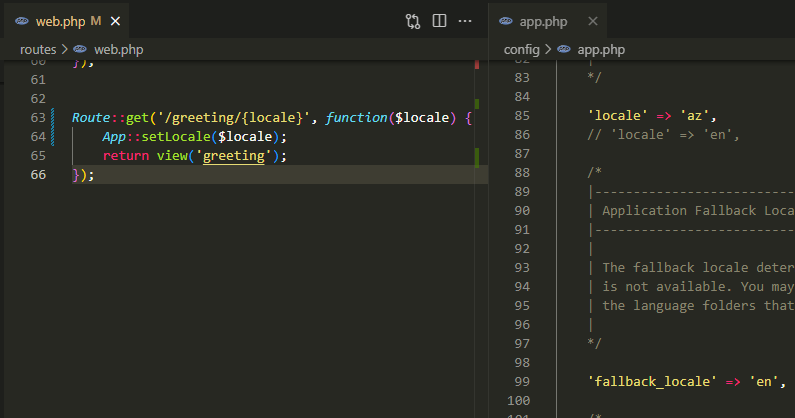 web.php M
routes > web.php
60 });
61
62
63 Route::get('/greeting/{locale}', function($locale) {
64 App::setLocale($locale);
65 return view('greeting');
66 });
app.php
config > app.php
82 |
83 */
84
85 'locale' => 'az',
86 // 'locale' => 'en',
87
88 /*
89 |---------------------------
90 | Application Fallback Loca
91 |---------------------------
92 |
93 | The fallback locale deter
94 | is not available. You may
95 | the language folders that
96 |
97 */
98
99 'fallback_locale' => 'en',
100
101 /*